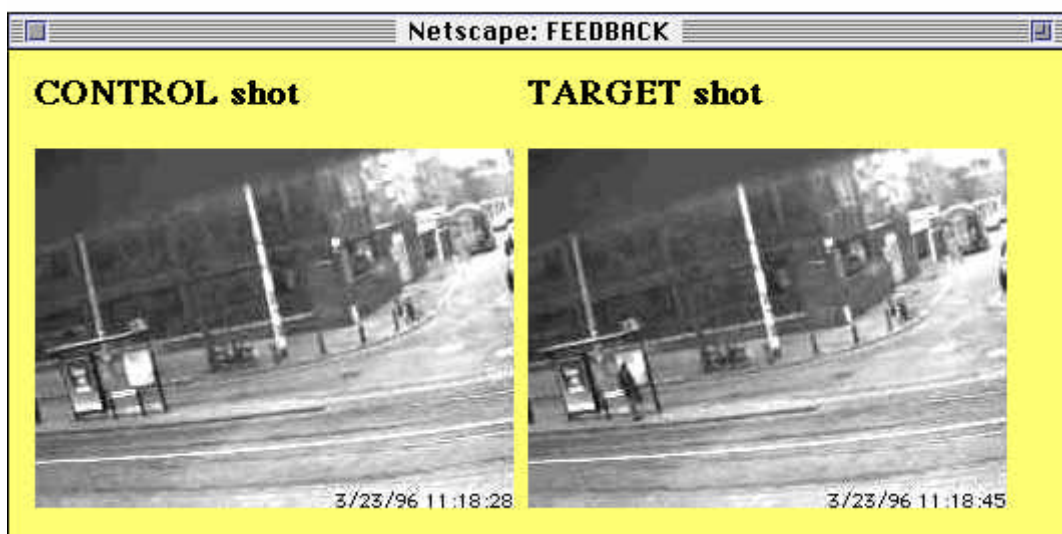 Netscape: FEEDBACK
CONTROL shot
TARGET shot
3/23/96 11:18:28
3/23/96 11:18:45